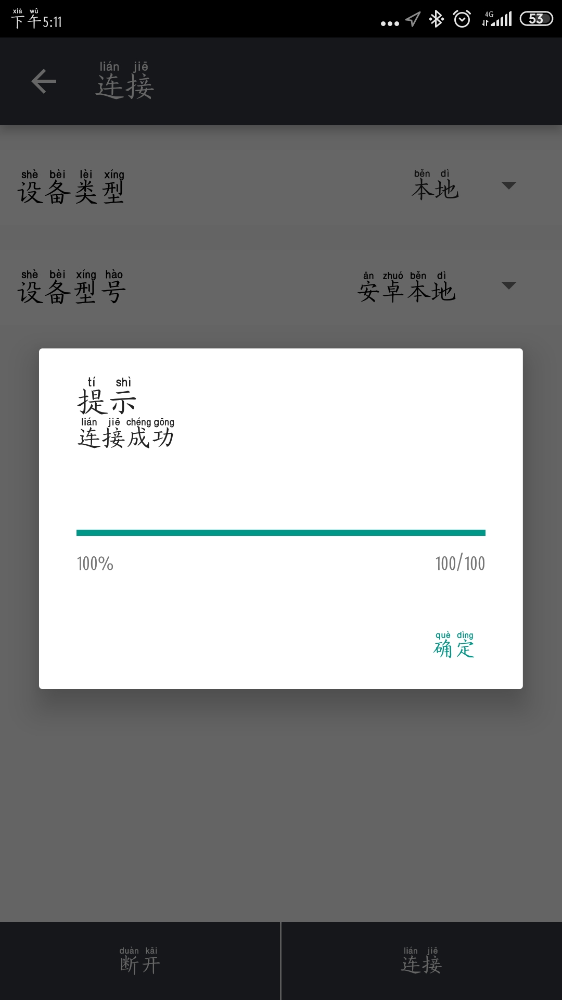 xià wǔ
下午5:11
4G
53
lián jiē
连接
shè bèi lèi xíng
设备类型
běn dì
本地
shè bèi xíng hào
设备型号
ān zhuó běn dì
安卓本地
tí shì
提示
lián jiē chéng gōng
连接成功
100%
100/100
què dìng
确定
duàn kāi
断开
lián jiē
连接